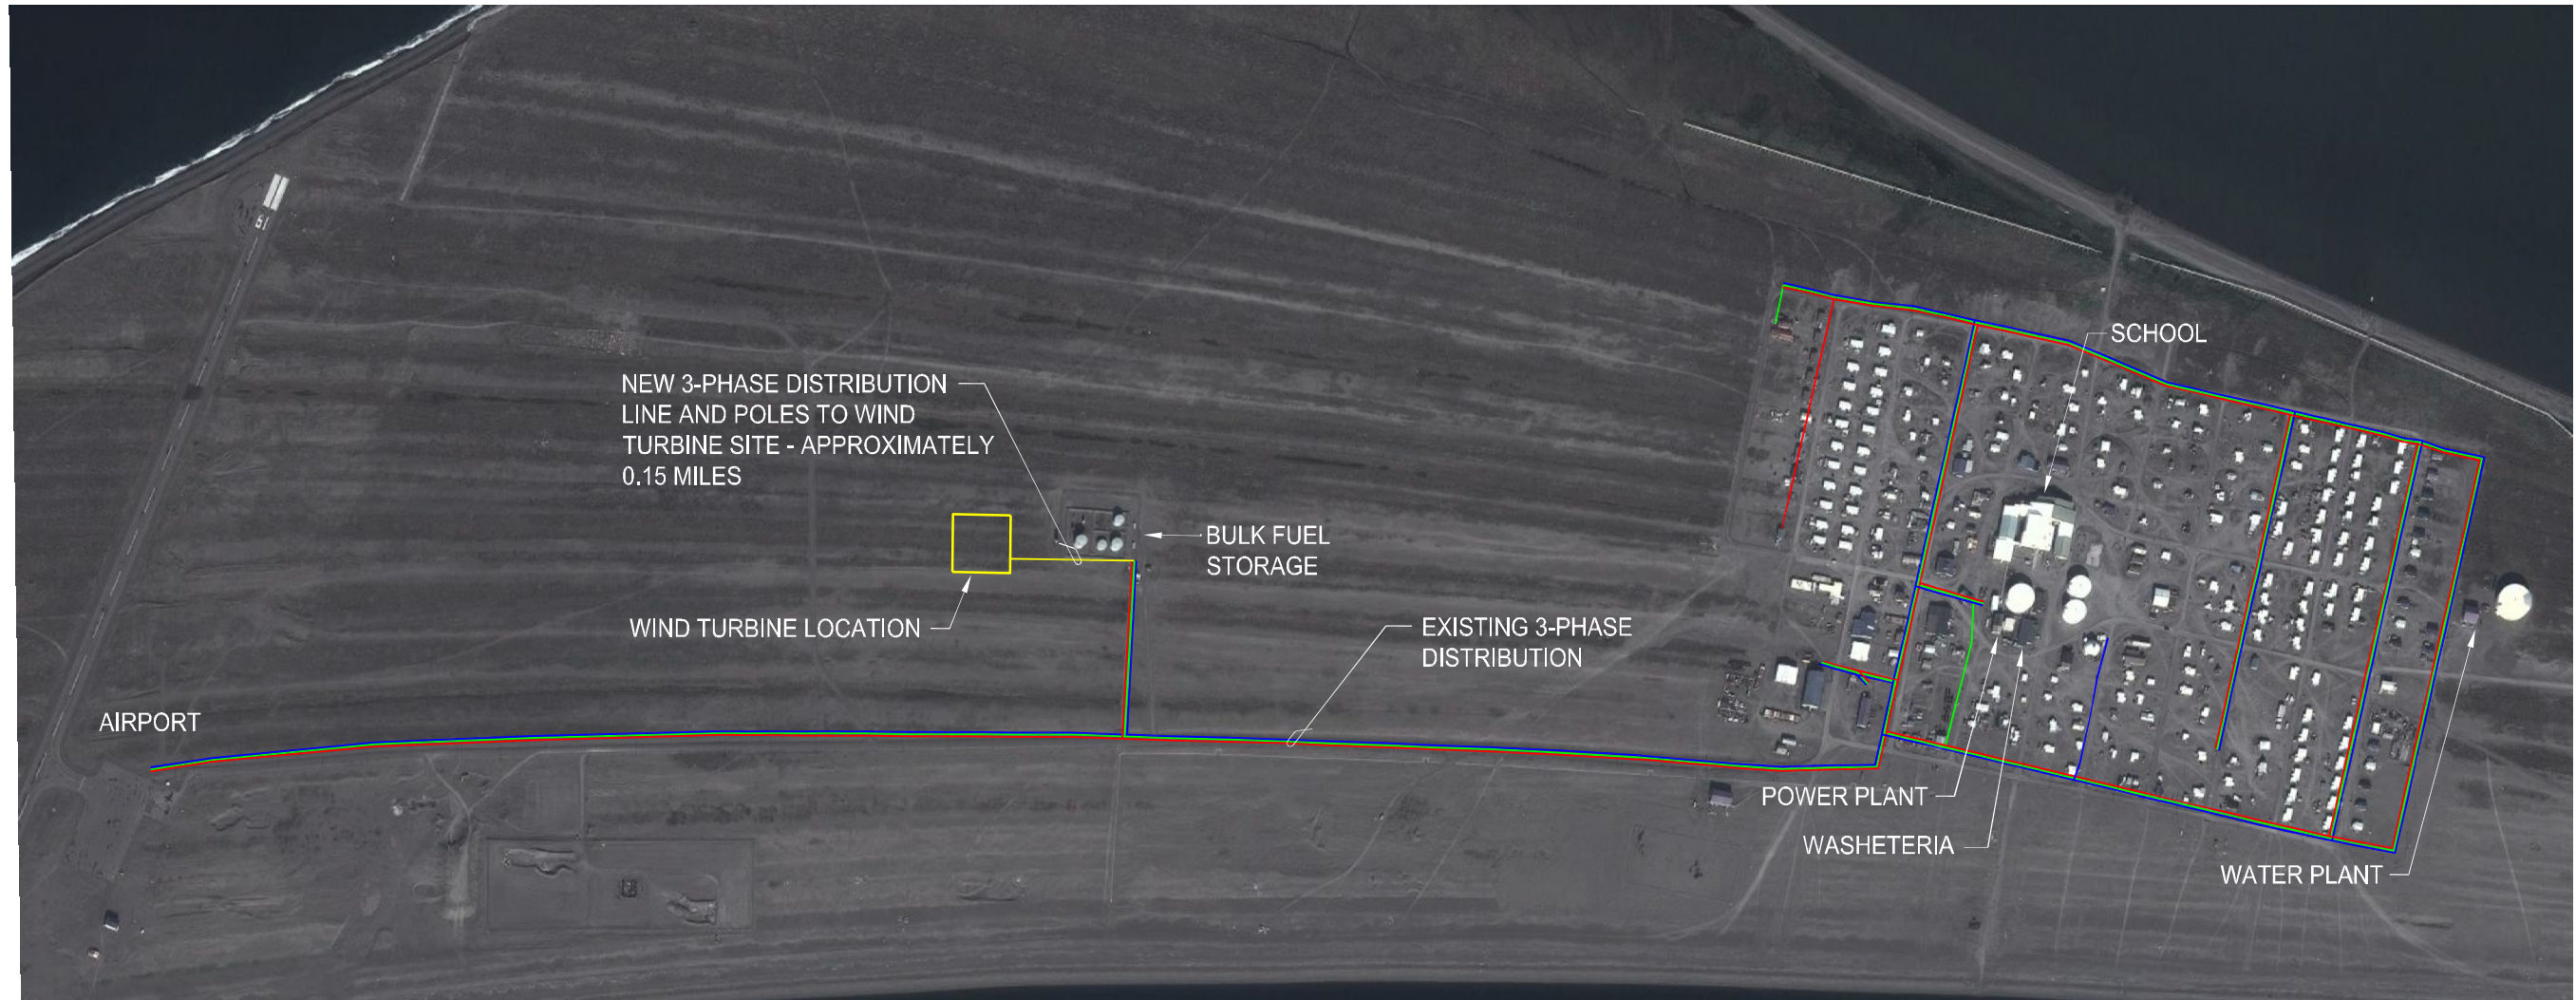 SCHOOL
NEW 3-PHASE DISTRIBUTION
LINE AND POLES TO WIND
TURBINE SITE - APPROXIMATELY
0.15 MILES
BULK FUEL
STORAGE
WIND TURBINE LOCATION
EXISTING 3-PHASE
DISTRIBUTION
AIRPORT
POWER PLANT
WASHETERIA
WATER PLANT